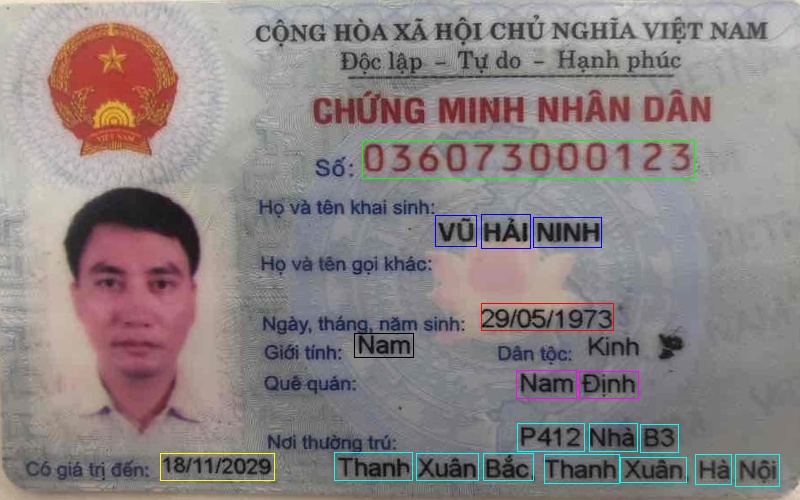 CỘNG HÒA XÃ HỘI CHỦ NGHĨA VIỆT NAM
Độc lập – Tự do – Hạnh phúc
CHỨNG MINH NHÂN DÂN
Số: 036073000123
Họ và tên khai sinh:
VŨ HẢI NINH
Họ và tên gọi khác:
Ngày, tháng, năm sinh: 29/05/1973
Giới tính: Nam Dân tộc: Kinh
Quê quán: Nam Định
Nơi thường trú: P412 Nhà B3
Có giá trị đến: 18/11/2029 Thanh Xuân Bắc, Thanh Xuân, Hà Nội
VIỆT NAM